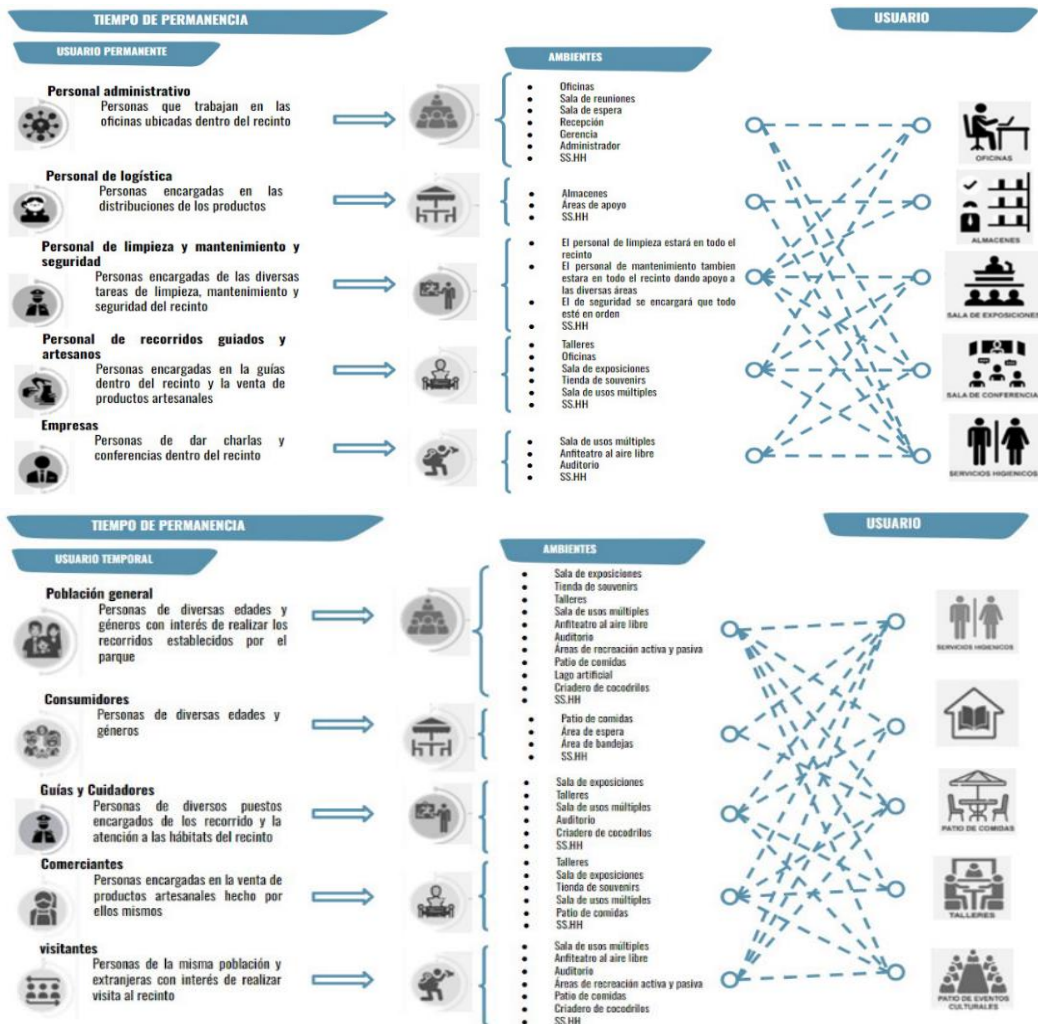 TIEMPO DE PERMANENCIA
USUARIO
USUARIO PERMANENTE
AMBIENTES
Personal administrativo
Personas que trabajan en las
oficinas ubicadas dentro del recinto
Oficinas
Sala de reuniones
Sala de espera
Recepción
Gerencia
Administrador
SS.HH
OFICINAS
Personal de logística
Personas encargadas en las
distribuciones de los productos
Almacenes
Áreas de apoyo
SS.HH
ALMACENES
Personal de limpieza y mantenimiento y
seguridad
Personas encargadas de las diversas
tareas de limpieza, mantenimiento y
seguridad del recinto
El personal de limpieza estará en todo el
recinto
El personal de mantenimiento tambien
estara en todo el recinto dando apoyo a
las diversas áreas
El de seguridad se encargará que todo
esté en orden
SS.HH
SALA DE EXPOSICIONES
Personal de recorridos guiados y
artesanos
Personas encargadas en la guías
dentro del recinto y la venta de
productos artesanales
Talleres
Oficinas
Sala de exposiciones
Tienda de souvenirs
Sala de usos múltiples
SS.HH
SALA DE CONFERENCIA
Empresas
Personas de dar charlas y
conferencias dentro del recinto
Sala de usos múltiples
Anfiteatro al aire libre
Auditorio
SS.HH
SERVICIOS HIGIENICOS
TIEMPO DE PERMANENCIA
USUARIO
USUARIO TEMPORAL
AMBIENTES
Población general
Personas de diversas edades y
géneros con interés de realizar los
recorridos establecidos por el
parque
Sala de exposiciones
Tienda de souvenirs
Talleres
Sala de usos múltiples
Anfiteatro al aire libre
Auditorio
Áreas de recreación activa y pasiva
Patio de comidas
Lago artificial
Criadero de cocodrilos
SS.HH
SERVICIOS HIGIENICOS
Consumidores
Personas de diversas edades y
géneros
Patio de comidas
Área de espera
Área de bandejas
SS.HH
Guías y Cuidadores
Personas de diversos puestos
encargados de los recorrido y la
atención a las hábitats del recinto
Sala de exposiciones
Talleres
Sala de usos múltiples
Auditorio
Criadero de cocodrilos
SS.HH
PATIO DE COMIDAS
Comerciantes
Personas encargadas en la venta de
productos artesanales hecho por
ellos mismos
Talleres
Sala de exposiciones
Tienda de souvenirs
Sala de usos múltiples
Patio de comidas
SS.HH
TALLERES
visitantes
Personas de la misma población y
extranjeras con interés de realizar
visita al recinto
Sala de usos múltiples
Anfiteatro al aire libre
Auditorio
Áreas de recreación activa y pasiva
Patio de comidas
Criadero de cocodrilos
SS.HH
PATIO DE EVENTOS
CULTURALES